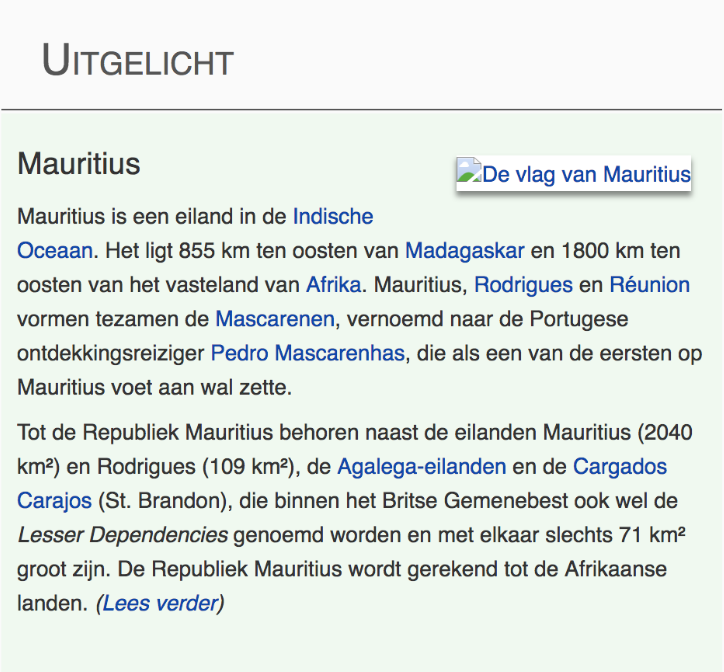 UITGELICHT
Mauritius
De vlag van Mauritius
Mauritius is een eiland in de Indische
Oceaan. Het ligt 855 km ten oosten van Madagaskar en 1800 km ten
oosten van het vasteland van Afrika. Mauritius, Rodrigues en Réunion
vormen tezamen de Mascarenen, vernoemd naar de Portugese
ontdekkingsreiziger Pedro Mascarenhas, die als een van de eersten op
Mauritius voet aan wal zette.
Tot de Republiek Mauritius behoren naast de eilanden Mauritius (2040
km²) en Rodrigues (109 km²), de Agalega-eilanden en de Cargados
Carajos (St. Brandon), die binnen het Britse Gemenebest ook wel de
Lesser Dependencies genoemd worden en met elkaar slechts 71 km²
groot zijn. De Republiek Mauritius wordt gerekend tot de Afrikaanse
landen. (Lees verder)